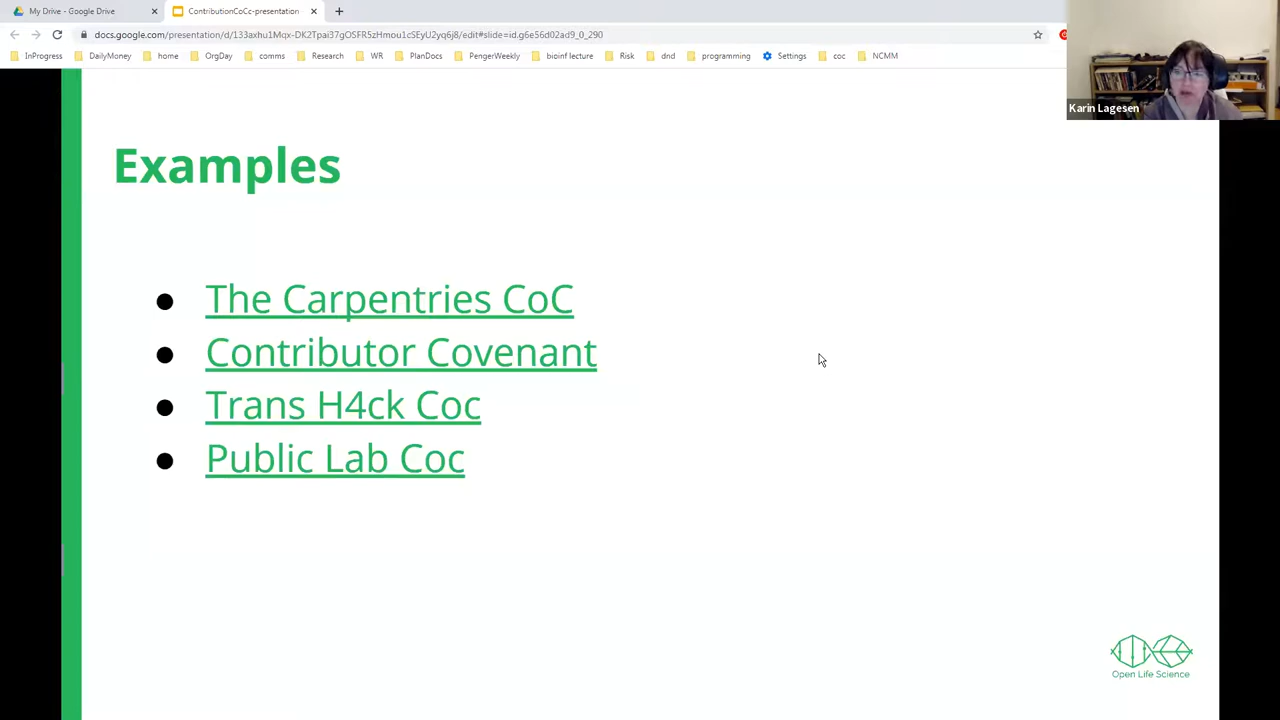 My Drive - Google Drive
ContributionCoCc-presentation
docs.google.com/presentation/d/133axhu1Mqx-DK2Tpai37gOSFR5zHmou1cSEyU2yq6j8/edit#slide=id.g6e56d02ad9_0_290
InProgress DailyMoney home OrgDay comms Research WR PlanDocs PengerWeekly bioinf lecture Risk dnd programming Settings coc NCMM
Karin Lagesen
Examples
The Carpentries CoC
Contributor Covenant
Trans H4ck Coc
Public Lab Coc
Open Life Science